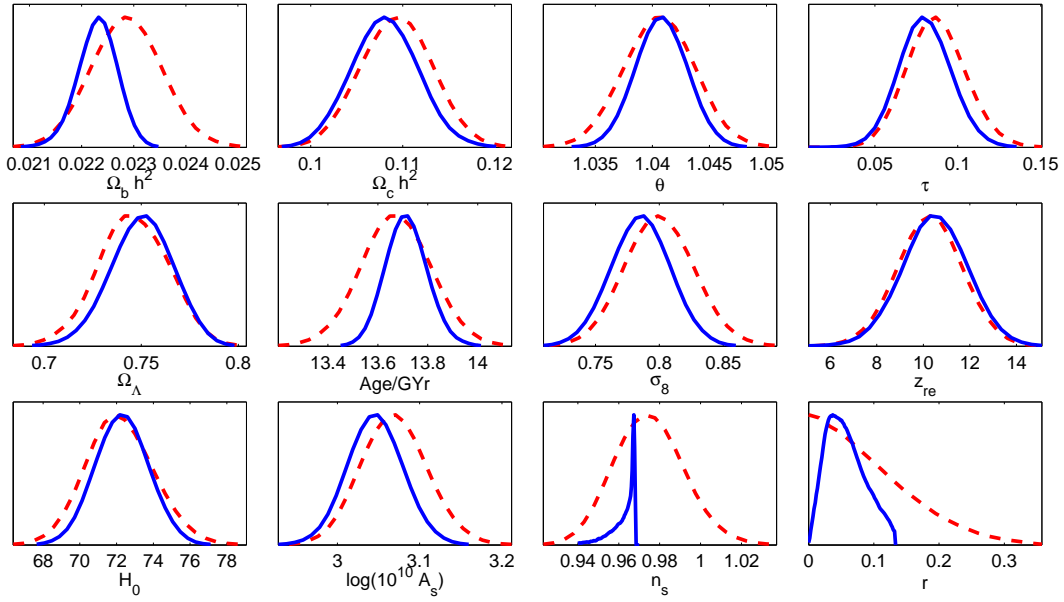 0.021 0.022 0.023 0.024 0.025
Ω_b h²
0.1 0.11 0.12
Ω_c h²
1.035 1.04 1.045 1.05
θ
0.05 0.1 0.15
τ
0.7 0.75 0.8
Ω_Λ
13.4 13.6 13.8 14
Age/GYr
0.75 0.8 0.85
σ_8
6 8 10 12 14
z_re
68 70 72 74 76 78
H_0
3 3.1 3.2
log(10¹⁰ A_s)
0.94 0.96 0.98 1 1.02
n_s
0 0.1 0.2 0.3
r